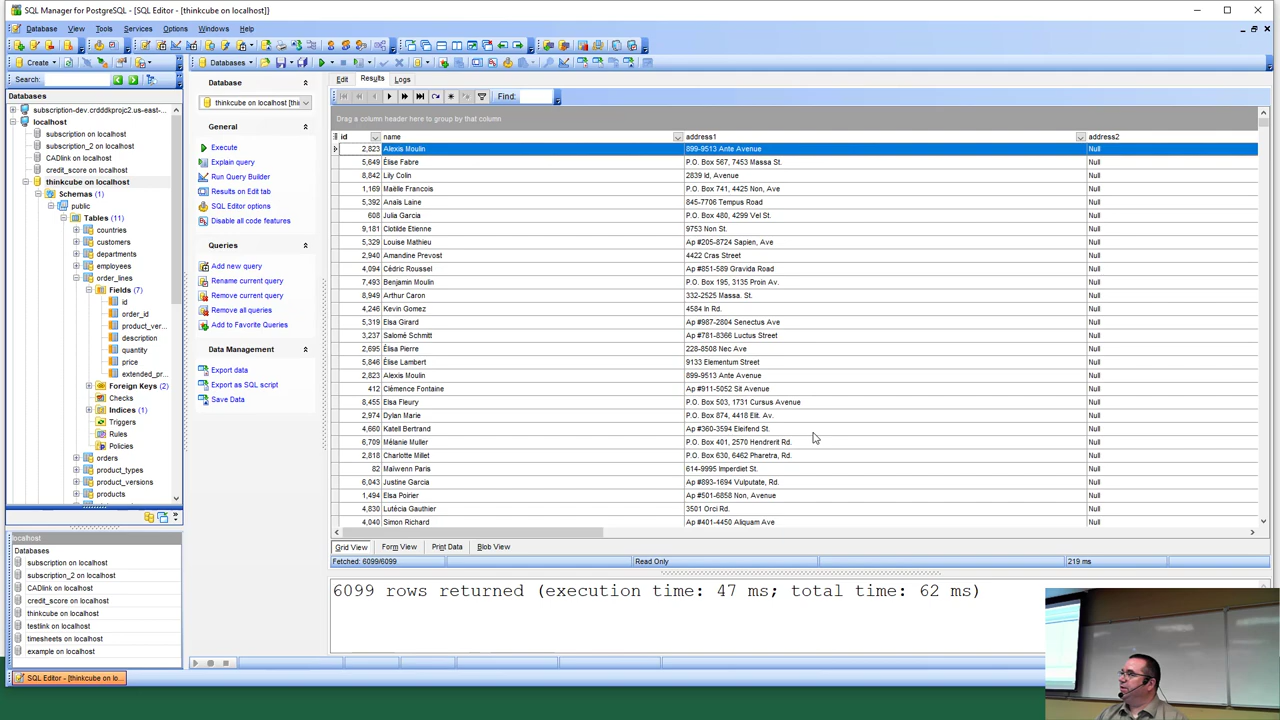 SQL Manager for PostgreSQL - [SQL Editor - [thinkcube on localhost]]
Database View Tools Services Options Windows Help
Create
Databases
Search:
Databases
subscription-dev.crdddkprojc2.us-east-...
localhost
subscription on localhost
subscription_2 on localhost
CADlink on localhost
credit_score on localhost
thinkcube on localhost
Schemas (1)
public
Tables (11)
countries
customers
departments
employees
order_lines
Fields (7)
id
order_id
product_ver...
description
quantity
price
extended_pr...
Foreign Keys (2)
Checks
Indices (1)
Triggers
Rules
Policies
orders
product_types
product_versions
products
localhost
Databases
subscription on localhost
subscription_2 on localhost
CADlink on localhost
credit_score on localhost
thinkcube on localhost
testlink on localhost
timesheets on localhost
example on localhost
Database
thinkcube on localhost [thin
General
Execute
Explain query
Run Query Builder
Results on Edit tab
SQL Editor options
Disable all code features
Queries
Add new query
Rename current query
Remove current query
Remove all queries
Add to Favorite Queries
Data Management
Export data
Export as SQL script
Save Data
Edit Results Logs
Find:
Drag a column header here to group by that column
id name address1 address2
2,823 Alexis Moulin 899-9513 Ante Avenue Null
5,649 Élise Fabre P.O. Box 567, 7453 Massa St. Null
8,842 Lily Colin 2839 Id, Avenue Null
1,169 Maëlle Francois P.O. Box 741, 4425 Non, Ave Null
5,392 Anaïs Laine 845-7706 Tempus Road Null
608 Julia Garcia P.O. Box 480, 4299 Vel St. Null
9,181 Clotilde Etienne 9753 Non St. Null
5,329 Louise Mathieu Ap #205-8724 Sapien, Ave Null
2,940 Amandine Prevost 4422 Cras Street Null
4,094 Cédric Roussel Ap #851-589 Gravida Road Null
7,493 Benjamin Moulin P.O. Box 195, 3135 Proin Av. Null
8,949 Arthur Caron 332-2525 Massa. St. Null
4,246 Kevin Gomez 4584 In Rd. Null
5,319 Elsa Girard Ap #987-2804 Senectus Ave Null
3,237 Salomé Schmitt Ap #781-8366 Luctus Street Null
2,695 Élisa Pierre 228-8508 Nec Ave Null
5,846 Élise Lambert 9133 Elementum Street Null
2,823 Alexis Moulin 899-9513 Ante Avenue Null
412 Clémence Fontaine Ap #911-5052 Sit Avenue Null
8,455 Elsa Fleury P.O. Box 503, 1731 Cursus Avenue Null
2,974 Dylan Marie P.O. Box 874, 4418 Elit. Av. Null
4,660 Katell Bertrand Ap #360-3594 Eleifend St. Null
6,709 Mélanie Muller P.O. Box 401, 2570 Hendrerit Rd. Null
2,818 Charlotte Millet P.O. Box 630, 6462 Pharetra, Rd. Null
82 Maïwenn Paris 614-9995 Imperdiet St. Null
6,043 Justine Garcia Ap #893-1694 Vulputate, Rd. Null
1,494 Elsa Poirier Ap #501-6858 Non, Avenue Null
4,830 Lutécia Gauthier 3501 Orci Rd. Null
4,040 Simon Richard Ap #401-4450 Aliquam Ave Null
Grid View Form View Print Data Blob View
Fetched: 6099/6099 Read Only 219 ms
6099 rows returned (execution time: 47 ms; total time: 62 ms)
SQL Editor - [thinkcube on lo...